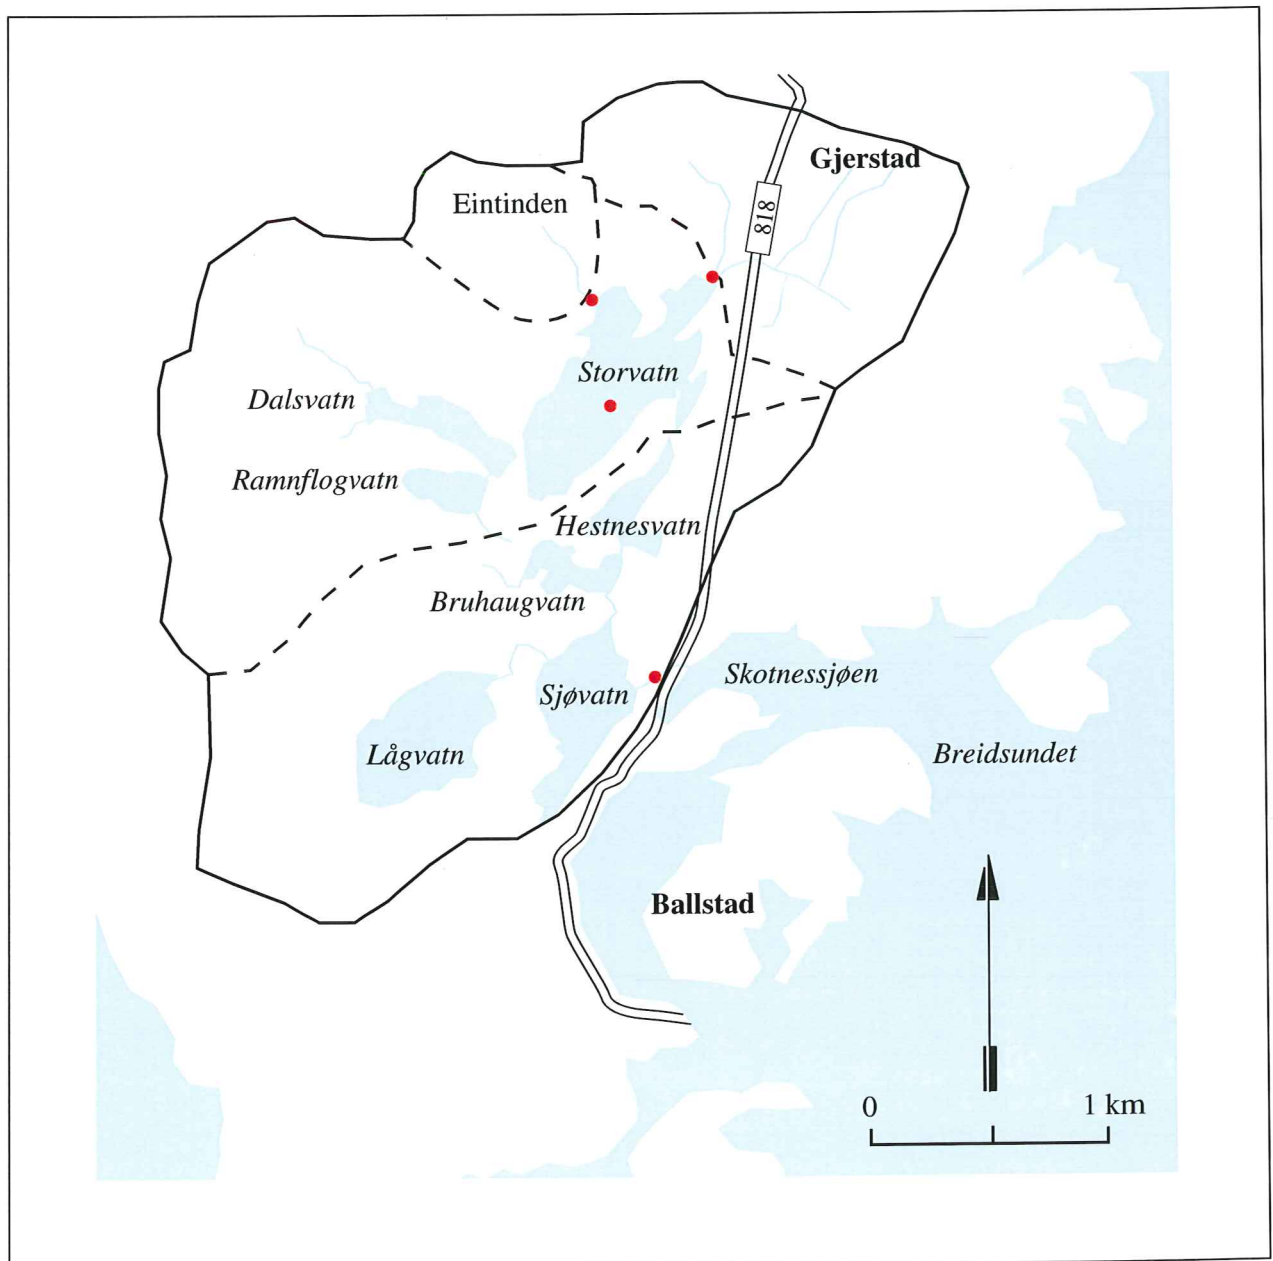 Gjerstad
Eintinden
818
Storvatn
Dalsvatn
Ramnflogvatn
Hestnesvatn
Bruhaugvatn
Skotnessjøen
Sjøvatn
Lågvatn
Breidsundet
Ballstad
0 1 km